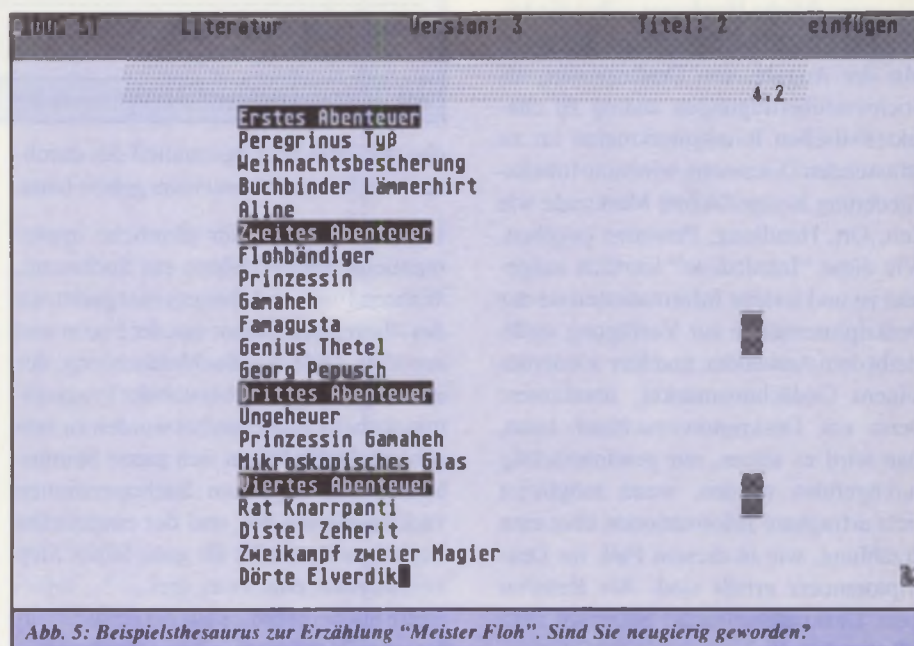 Literatur Version: 3 Titel: 2 einfügen
4.2
Erstes Abenteuer
Peregrinus Tyß
Weihnachtsbescherung
Buchbinder Lämmerhirt
Aline
Zweites Abenteuer
Flohbändiger
Prinzessin
Gamaheh
Famagusta
Genius Thetel
Georg Pepusch
Drittes Abenteuer
Ungeheuer
Prinzessin Gamaheh
Mikroskopisches Glas
Viertes Abenteuer
Rat Knarrpanti
Distel Zeherit
Zweikampf zweier Magier
Dörte Elverdik
Abb. 5: Beispielsthesaurus zur Erzählung "Meister Floh". Sind Sie neugierig geworden?